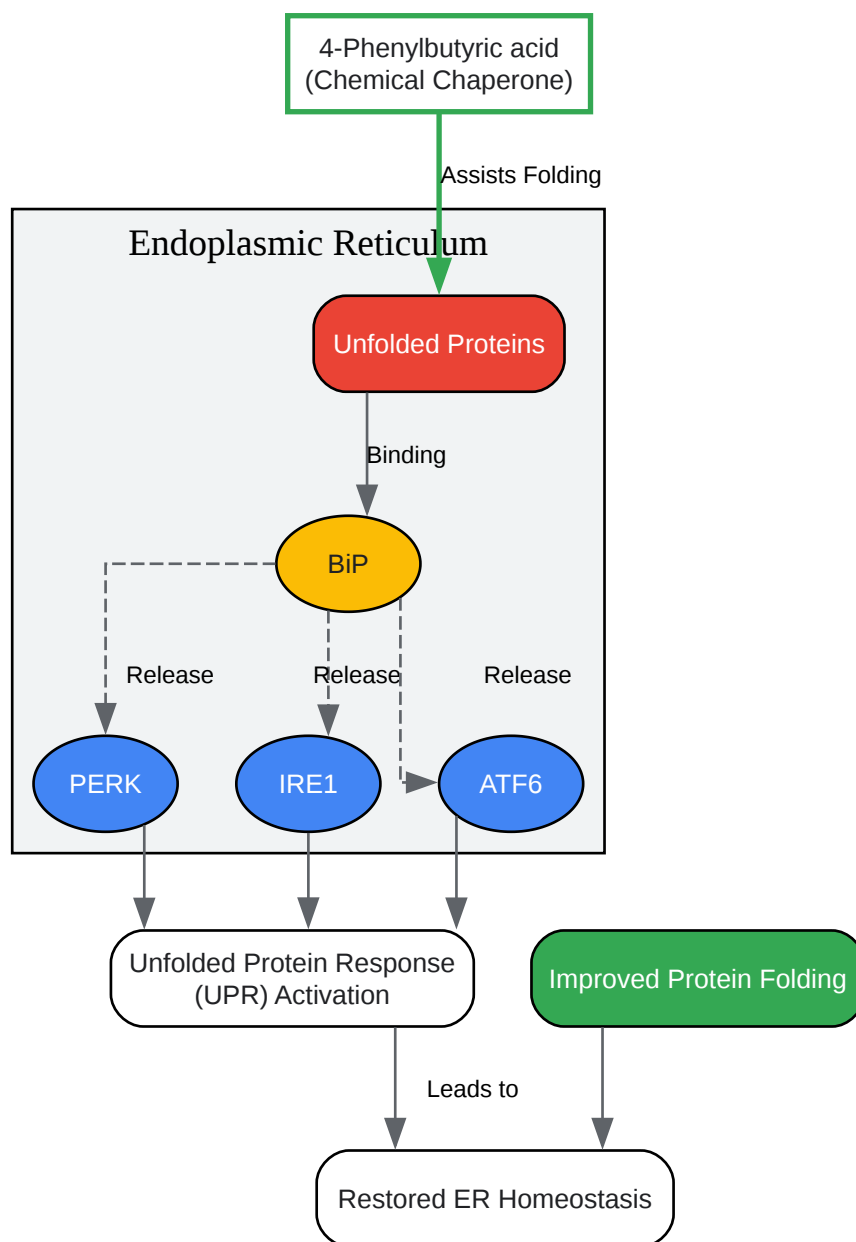 4-Phenylbutyric acid
(Chemical Chaperone)
Assists Folding
Endoplasmic Reticulum
Unfolded Proteins
Binding
BiP
Release
Release
Release
PERK
IRE1
ATF6
Unfolded Protein Response
(UPR) Activation
Improved Protein Folding
Leads to
Restored ER Homeostasis